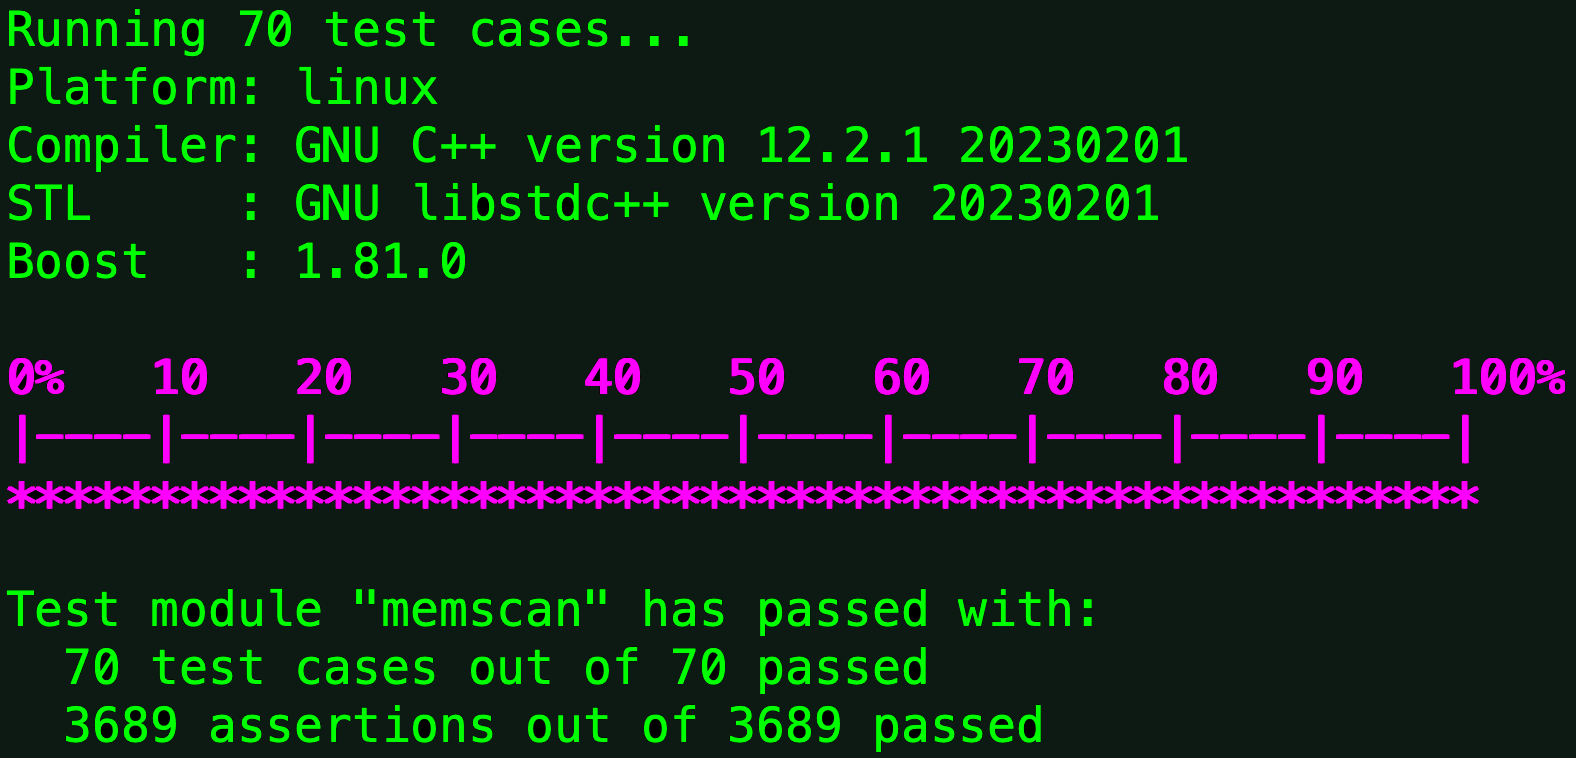 Running 70 test cases...
Platform: linux
Compiler: GNU C++ version 12.2.1 20230201
STL     : GNU libstdc++ version 20230201
Boost   : 1.81.0

0%   10   20   30   40   50   60   70   80   90   100%
|----|----|----|----|----|----|----|----|----|----|
***************************************************

Test module "memscan" has passed with:
  70 test cases out of 70 passed
  3689 assertions out of 3689 passed